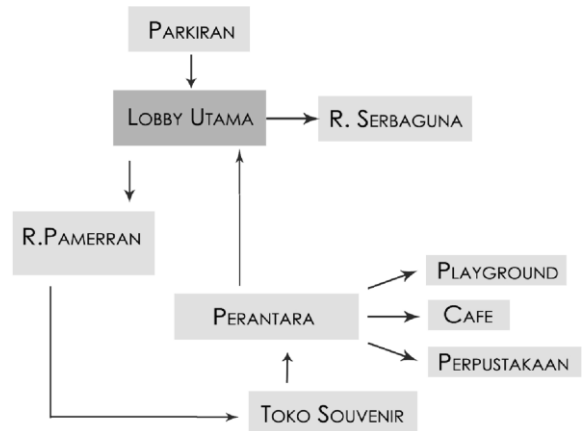 PARKIRAN
LOBBY UTAMA
R. SERBAGUNA
R.PAMERRAN
PLAYGROUND
PERANTARA
CAFE
PERPUSTAKAAN
TOKO SOUVENIR